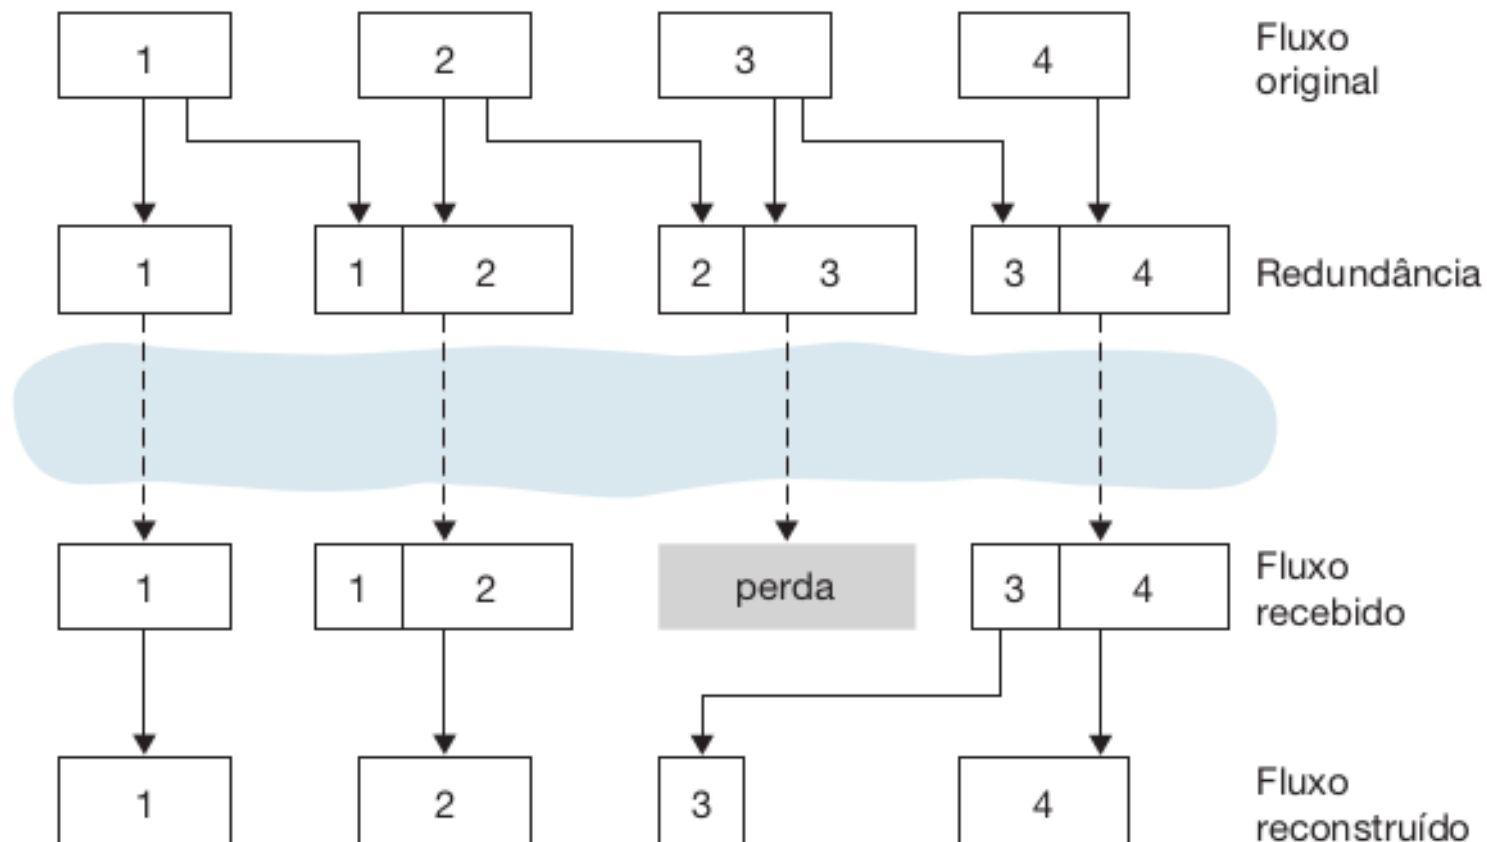 1 2 3 4 Fluxo
original
1 1 2 2 3 3 4 Redundância
1 1 2 perda 3 4 Fluxo
recebido
1 2 3 4 Fluxo
reconstruído